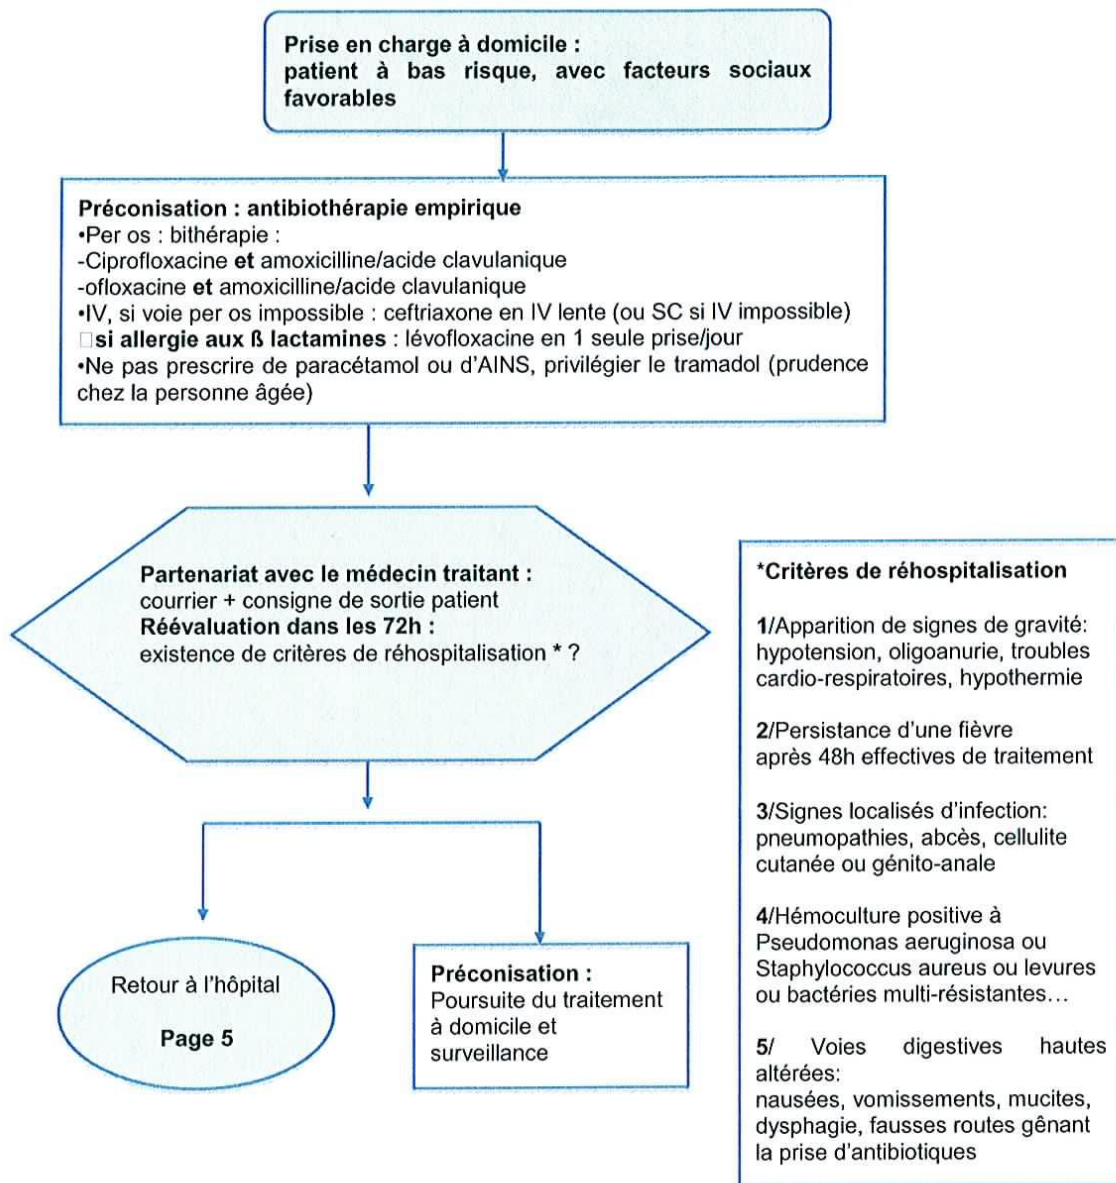 Prise en charge à domicile :
patient à bas risque, avec facteurs sociaux
favorables
Préconisation : antibiothérapie empirique
•Per os : bithérapie :
-Ciprofloxacine et amoxicilline/acide clavulanique
-ofloxacine et amoxicilline/acide clavulanique
•IV, si voie per os impossible : ceftriaxone en IV lente (ou SC si IV impossible)
□si allergie aux ß lactamines : lévofloxacine en 1 seule prise/jour
•Ne pas prescrire de paracétamol ou d'AINS, privilégier le tramadol (prudence
chez la personne âgée)
Partenariat avec le médecin traitant :
courrier + consigne de sortie patient
Réévaluation dans les 72h :
existence de critères de réhospitalisation * ?
Retour à l'hôpital
Page 5
Préconisation :
Poursuite du traitement
à domicile et
surveillance
*Critères de réhospitalisation
1/Apparition de signes de gravité:
hypotension, oligoanurie, troubles
cardio-respiratoires, hypothermie
2/Persistance d'une fièvre
après 48h effectives de traitement
3/Signes localisés d'infection:
pneumopathies, abcès, cellulite
cutanée ou génito-anale
4/Hémoculture positive à
Pseudomonas aeruginosa ou
Staphylococcus aureus ou levures
ou bactéries multi-résistantes…
5/ Voies digestives hautes
altérées:
nausées, vomissements, mucites,
dysphagie, fausses routes gênant
la prise d'antibiotiques